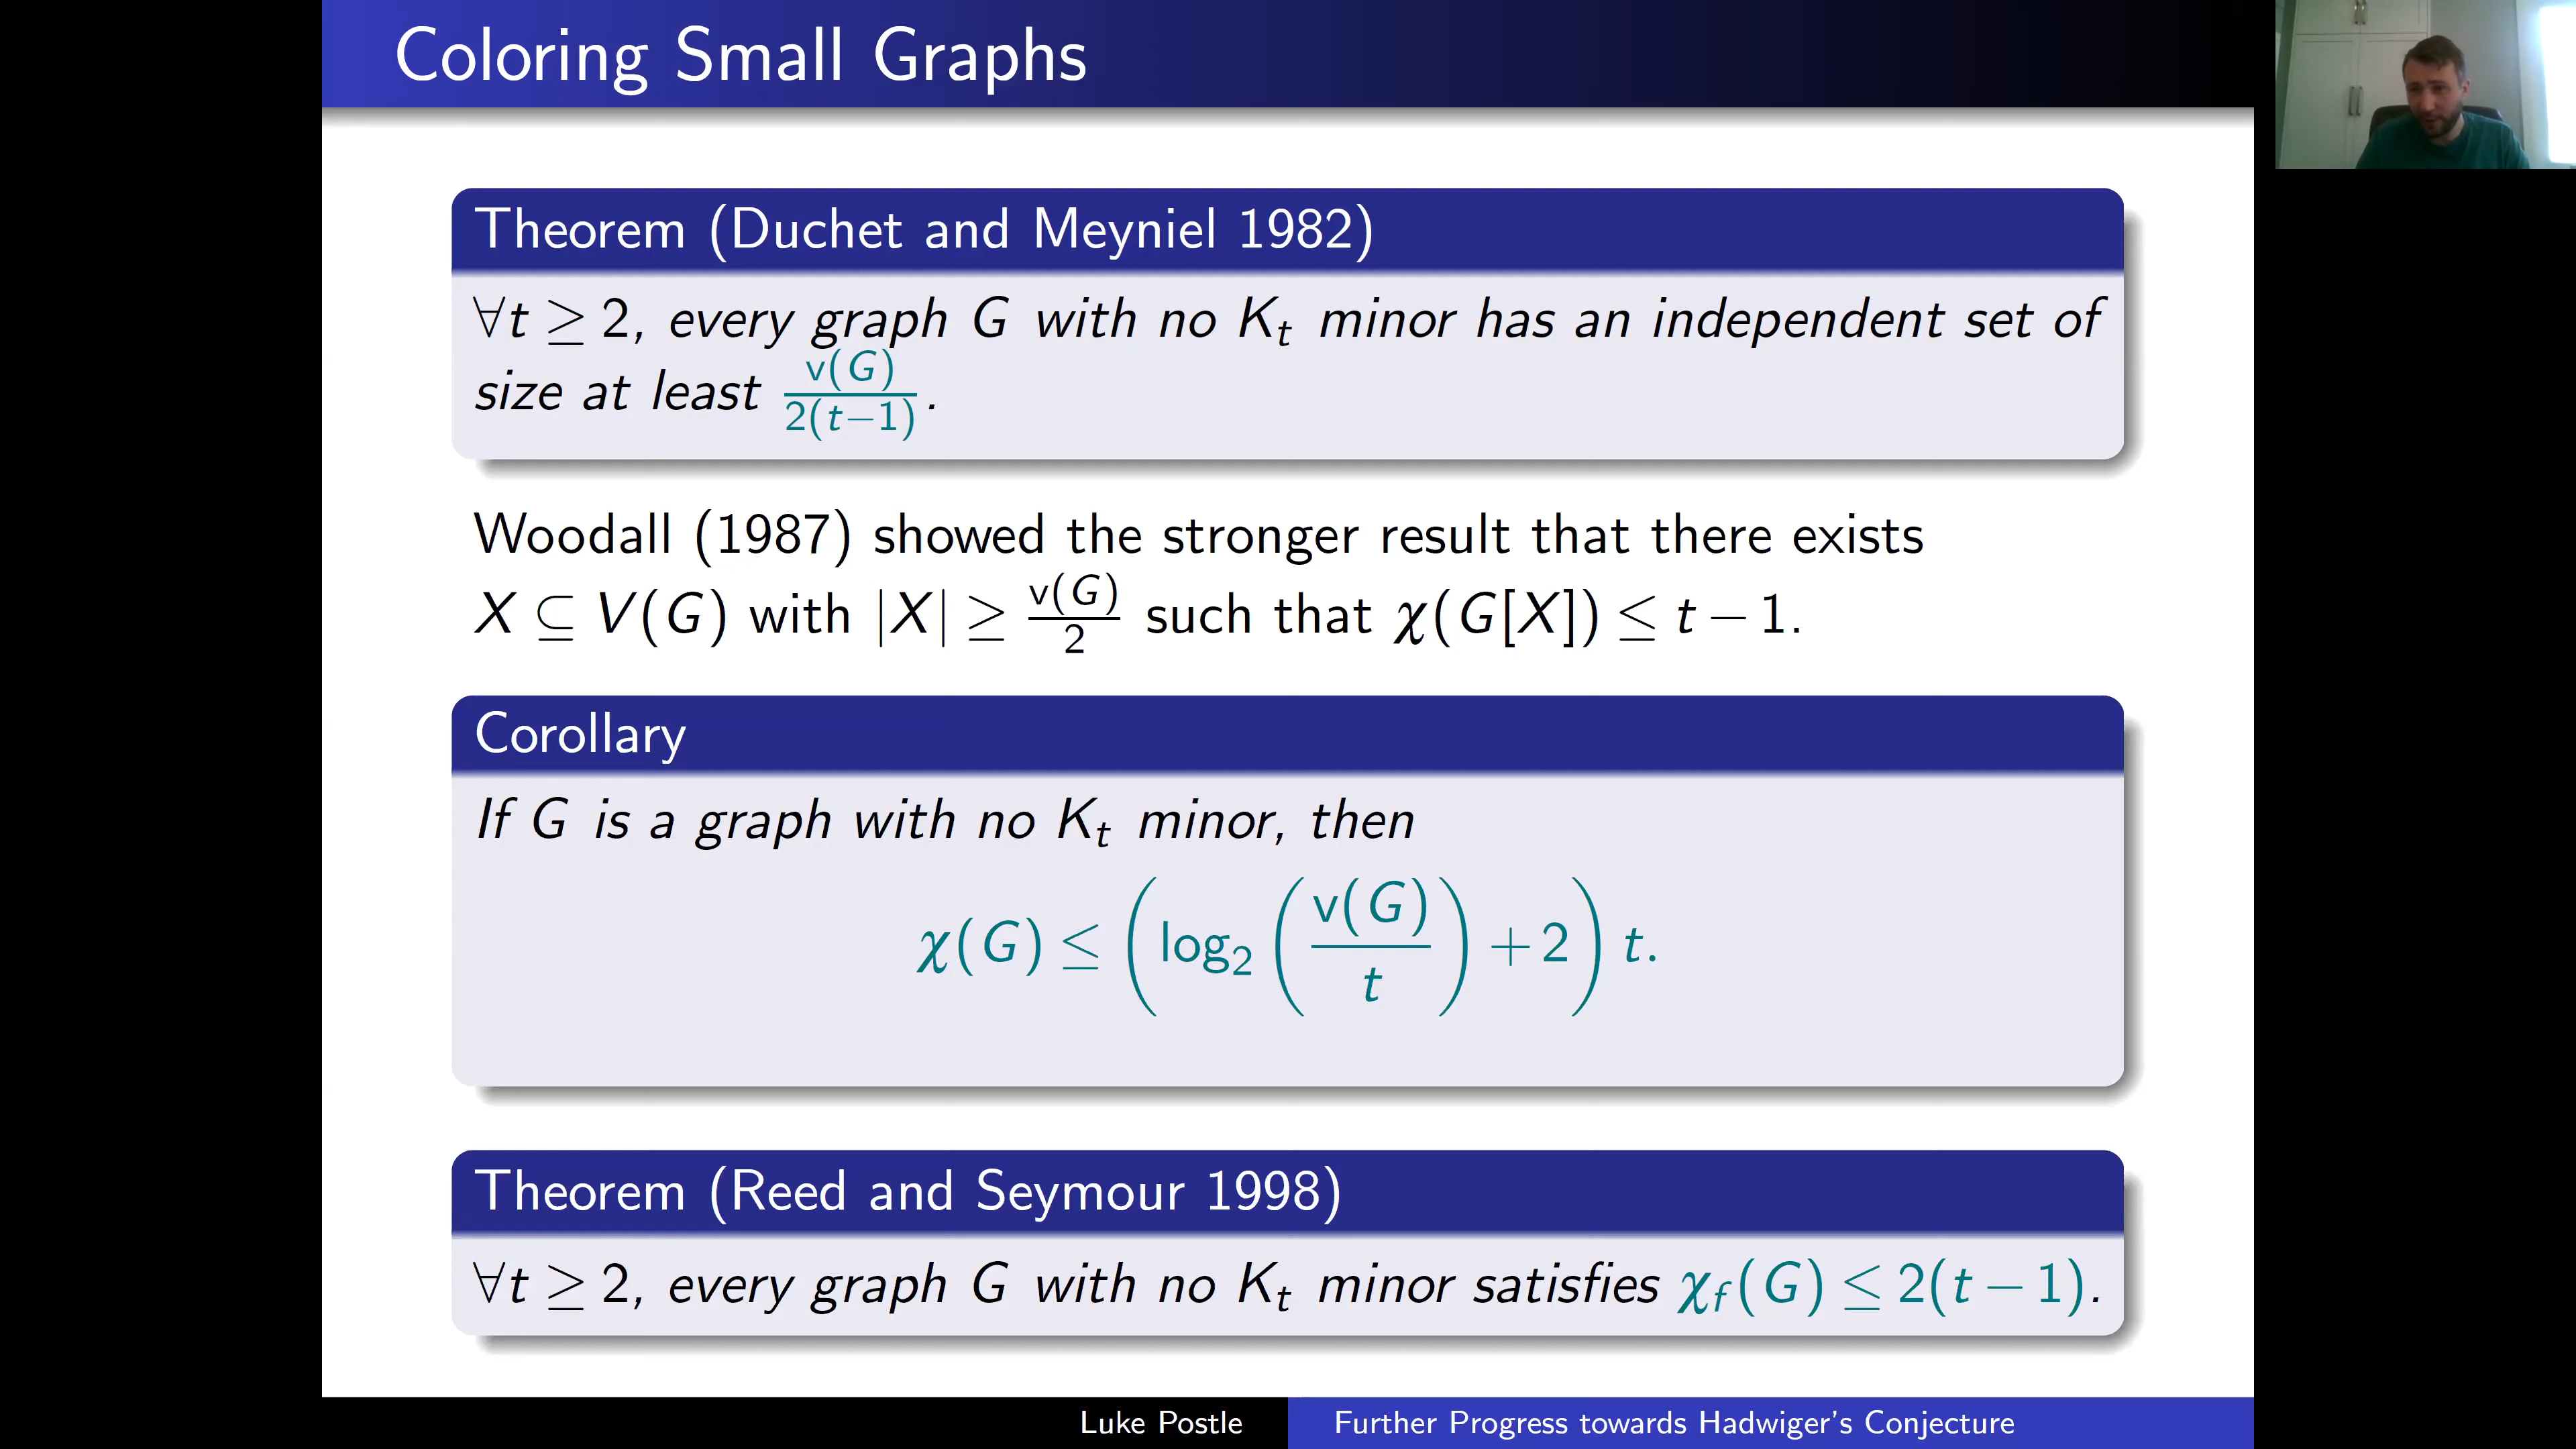 Coloring Small Graphs
Theorem (Duchet and Meyniel 1982)
∀t ≥ 2, every graph G with no K_t minor has an independent set of
size at least v(G)/2(t−1).
Woodall (1987) showed the stronger result that there exists
X ⊆ V(G) with |X| ≥ v(G)/2 such that χ(G[X]) ≤ t − 1.
Corollary
If G is a graph with no K_t minor, then
χ(G) ≤ (log_2 (v(G)/t) + 2) t.
Theorem (Reed and Seymour 1998)
∀t ≥ 2, every graph G with no K_t minor satisfies χ_f(G) ≤ 2(t − 1).
Luke Postle
Further Progress towards Hadwiger's Conjecture